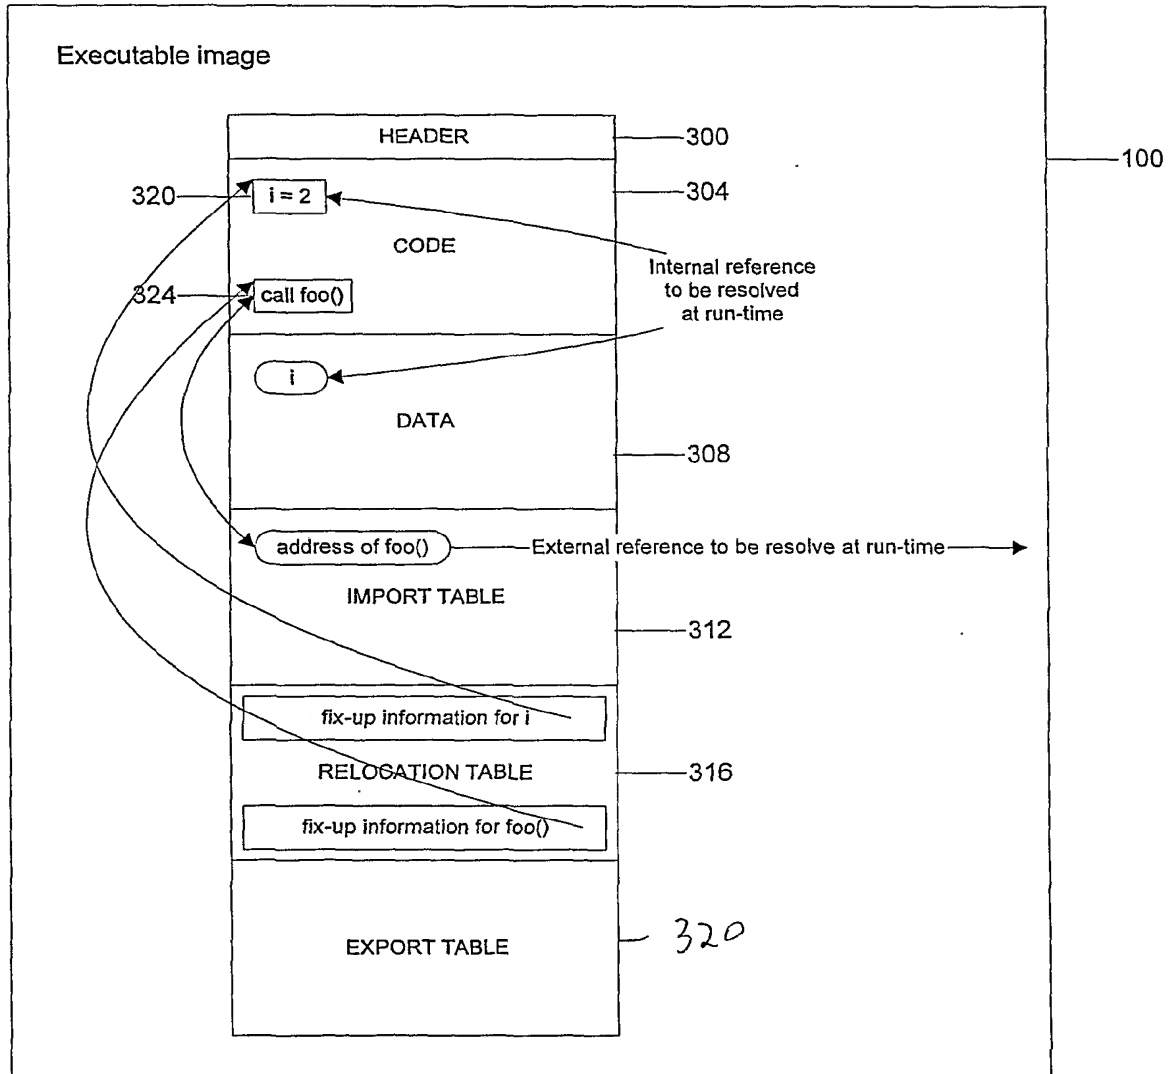 Executable image
HEADER
300
100
320
i = 2
304
CODE
Internal reference
to be resolved
at run-time
324
call foo()
i
DATA
308
address of foo()
External reference to be resolve at run-time
IMPORT TABLE
312
fix-up information for i
RELOCATION TABLE
316
fix-up information for foo()
EXPORT TABLE
320